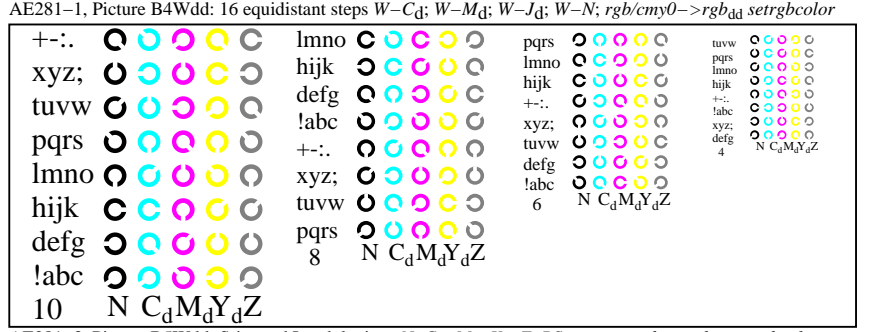 AE281–1, Picture B4Wdd: 16 equidistant steps W–Cd; W–Md; W–Jd; W–N; rgb/cmy0–>rgbdd setrgbcolor
+-:.
xyz;
tuvw
pqrs
lmno
hijk
defg
!abc
10 N CdMdYdZ
lmno
hijk
defg
!abc
+-:.
xyz;
tuvw
pqrs
8 N CdMdYdZ
pqrs
lmno
hijk
+-:.
xyz;
tuvw
defg
!abc
6 N CdMdYdZ
tuvw
pqrs
lmno
hijk
+-:.
!abc
xyz;
defg
4 N CdMdYdZ